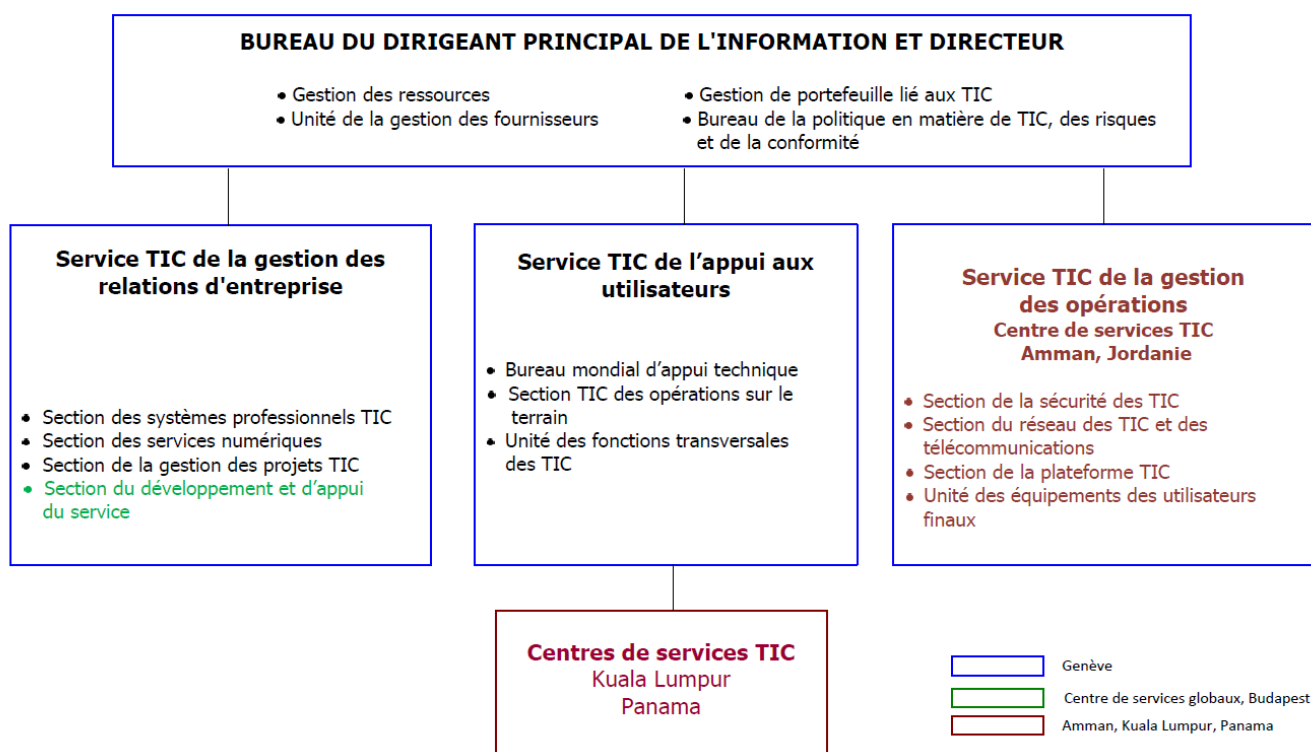 BUREAU DU DIRIGEANT PRINCIPAL DE L'INFORMATION ET DIRECTEUR
• Gestion des ressources
• Unité de la gestion des fournisseurs
• Gestion de portefeuille lié aux TIC
• Bureau de la politique en matière de TIC, des risques
et de la conformité
Service TIC de la gestion des
relations d'entreprise
• Section des systèmes professionnels TIC
• Section des services numériques
• Section de la gestion des projets TIC
• Section du développement et d’appui
du service
Service TIC de l’appui aux
utilisateurs
• Bureau mondial d’appui technique
• Section TIC des opérations sur le
terrain
• Unité des fonctions transversales
des TIC
Service TIC de la gestion
des opérations
Centre de services TIC
Amman, Jordanie
• Section de la sécurité des TIC
• Section du réseau des TIC et des
télécommunications
• Section de la plateforme TIC
• Unité des équipements des utilisateurs
finaux
Centres de services TIC
Kuala Lumpur
Panama
Genève
Centre de services globaux, Budapest
Amman, Kuala Lumpur, Panama